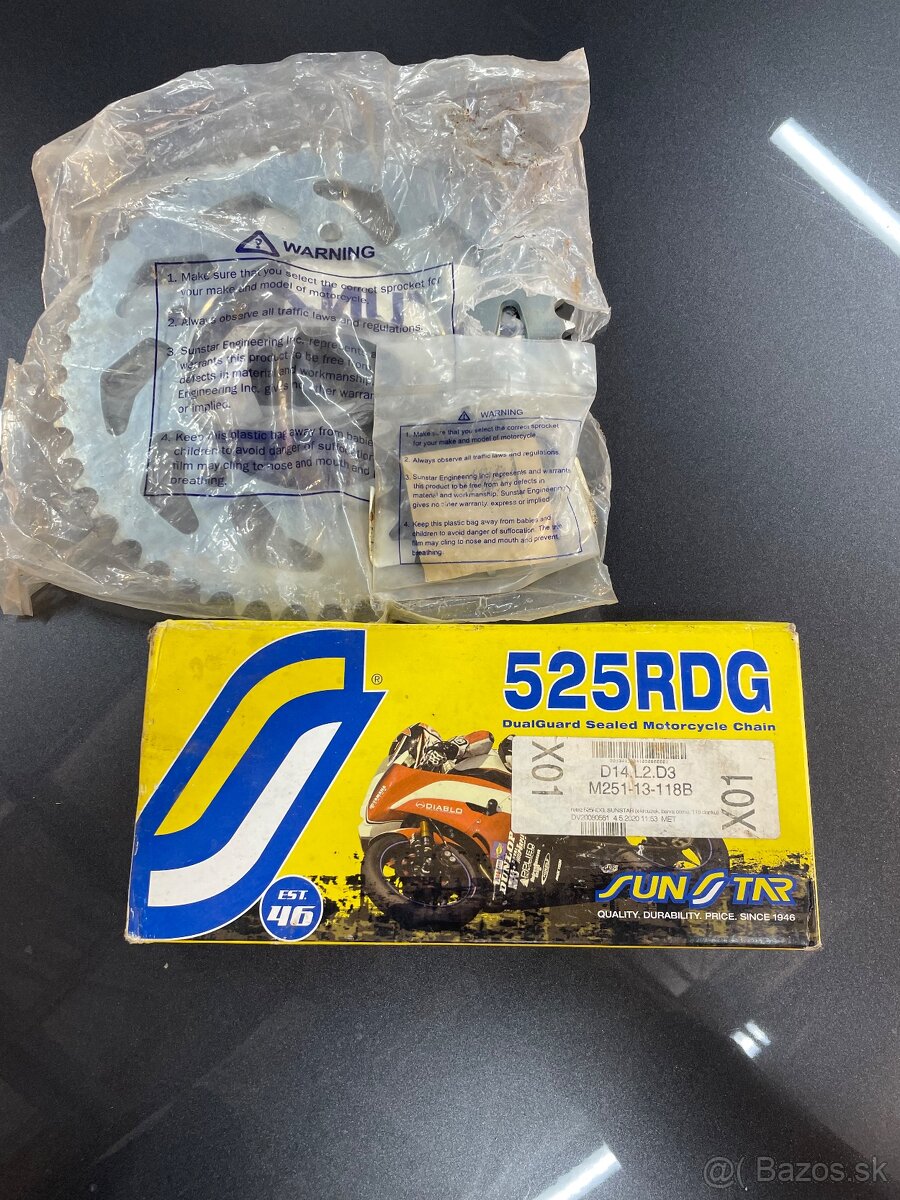 WARNING
1. Make sure that you select the correct sprocket for
your make and model of motorcycle.
2. Always observe all traffic laws and regulations.
3. Sunstar Engineering Inc. represents a
warrants this product to be free from
defects in material and workmanship
Engineering Inc. gives no other warran
or implied.
4. Keep this plastic bag away from babies
children to avoid danger of suffocation
film may cling to nose and mouth and
breathing.
WARNING
1. Make sure that you select the correct sprocket
for your make and model of motorcycle.
2. Always observe all traffic laws and regulations.
3. Sunstar Engineering Inc. represents and warrants
this product to be free from any defects in
material and workmanship. Sunstar Engineering
gives no other warranty, express or implied.
4. Keep this plastic bag away from babies and
children to avoid danger of suffocation. The thin
film may cling to nose and mouth and prevent
breathing.
®
525RDG
DualGuard Sealed Motorcycle Chain
X01
D14.L2.D3
M251-13-118B
DV20080581 4.5.2020 11:53 MET
X01
DIABLO
DUNLOP
EST.
46
SUNSTAR
QUALITY. DURABILITY. PRICE. SINCE 1946
@( Bazos.sk